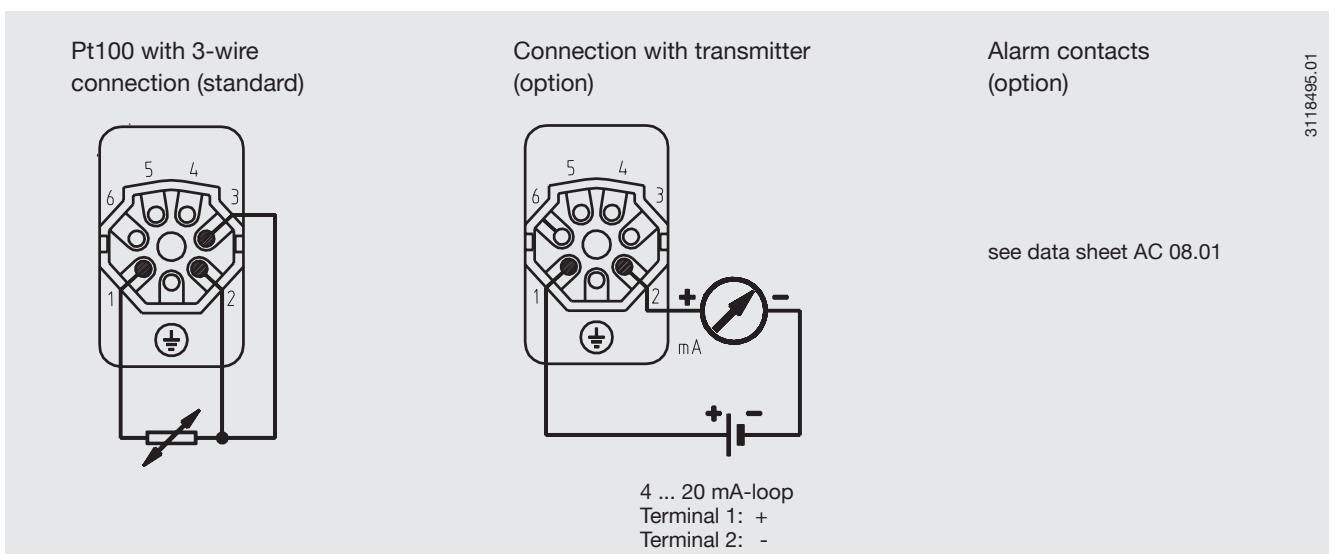 Pt100 with 3-wire
connection (standard)
5 4
6 3
1 2
Connection with transmitter
(option)
5 4
6 3
1 2
+ -
mA
+ -
4 ... 20 mA-loop
Terminal 1: +
Terminal 2: -
Alarm contacts
(option)
see data sheet AC 08.01
3118495.01